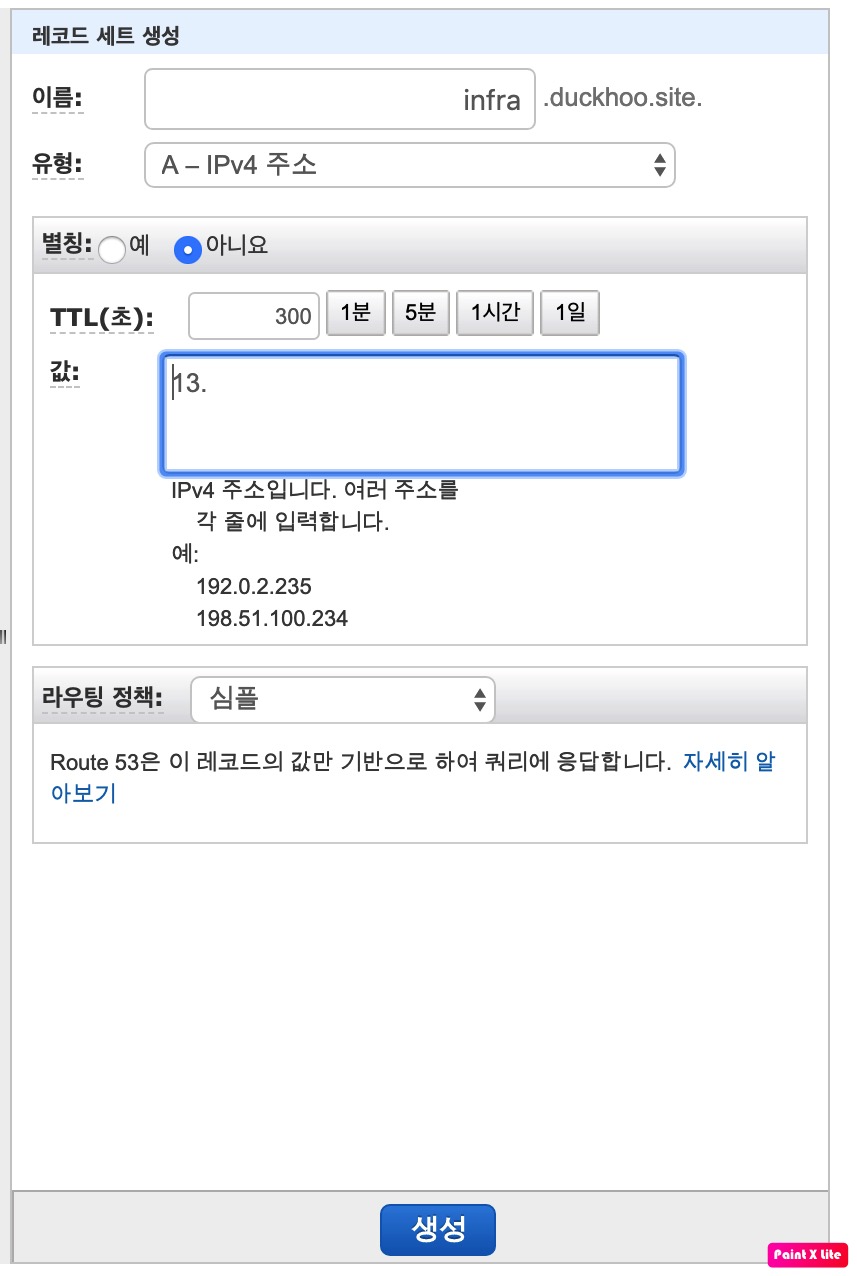 레코드 세트 생성
이름: infra .duckhoo.site.
유형: A – IPv4 주소
별칭: 예 아니요
TTL(초): 300 1분 5분 1시간 1일
값: 13.
IPv4 주소입니다. 여러 주소를
각 줄에 입력합니다.
예:
192.0.2.235
198.51.100.234
라우팅 정책: 심플
Route 53은 이 레코드의 값만 기반으로 하여 쿼리에 응답합니다. 자세히 알
아보기
생성
Paint X Lite